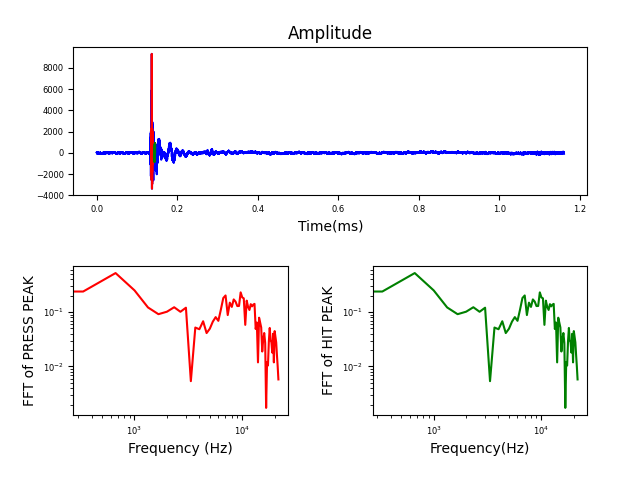 Amplitude
8000
6000
4000
2000
0
−2000
−4000
0.0 0.2 0.4 0.6 0.8 1.0 1.2
Time(ms)
FFT of PRESS PEAK
10⁻¹
10⁻²
10³ 10⁴
Frequency (Hz)
FFT of HIT PEAK
10⁻¹
10⁻²
10³ 10⁴
Frequency(Hz)